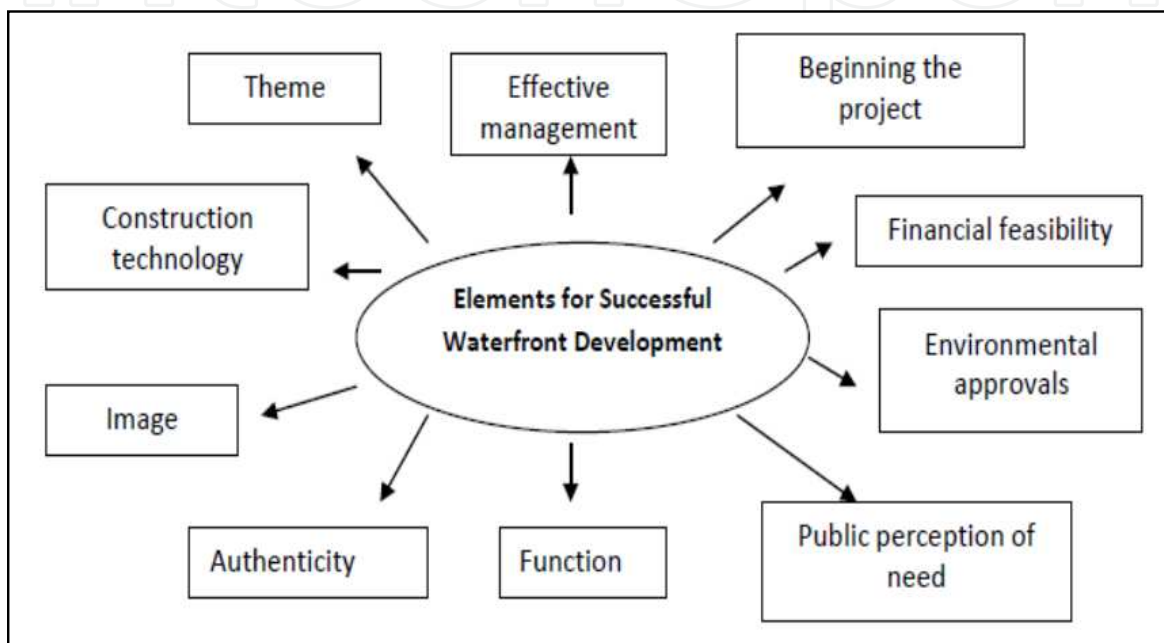 Theme
Effective
management
Beginning the
project
Construction
technology
Financial feasibility
Elements for Successful
Waterfront Development
Environmental
approvals
Image
Authenticity
Function
Public perception of
need